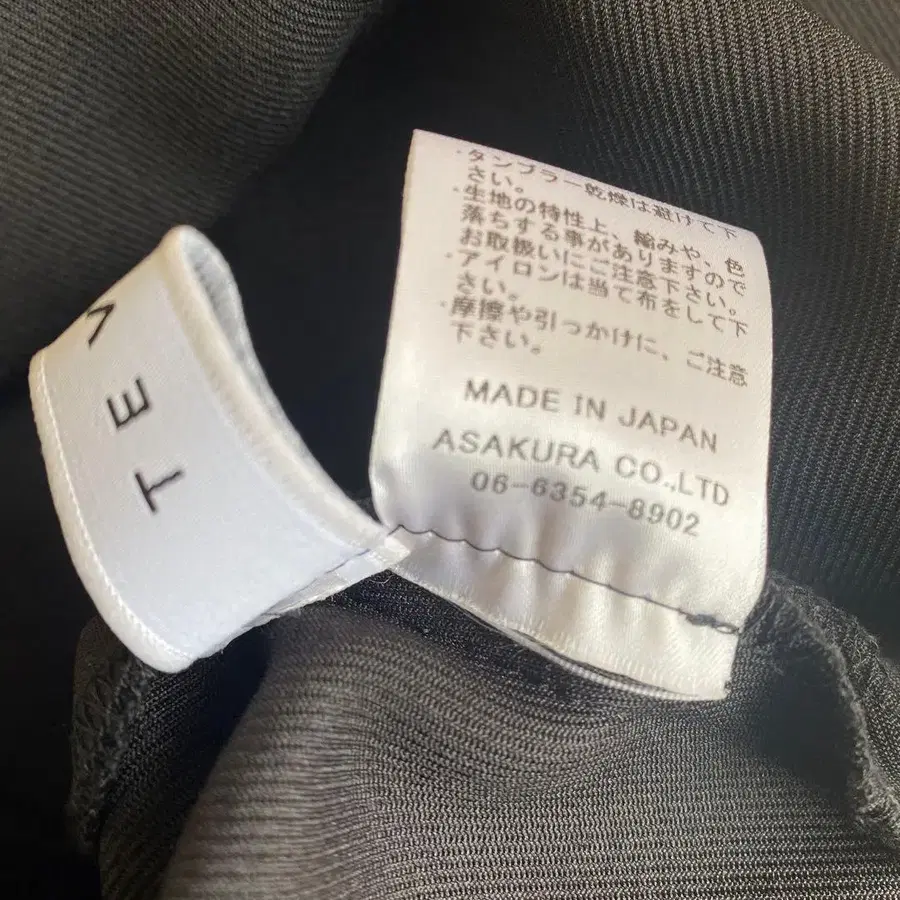 ・タンブラー乾燥は避けて下
さい。
・生地の特性上、縮みや、色
落ちする事がありますので
お取扱いにご注意下さい。
・アイロンは当て布をして下
さい。
・摩擦や引っかけに、ご注意
下さい。
MADE IN JAPAN
ASAKURA CO.,LTD
06-6354-8902
T E V